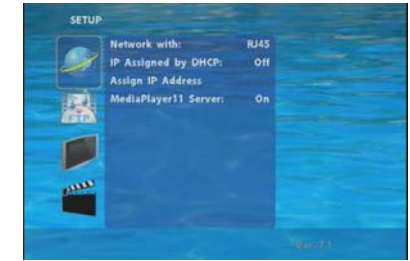 SETUP
Network with: RJ45
IP Assigned by DHCP: Off
Assign IP Address
MediaPlayer11 Server: On
FTP